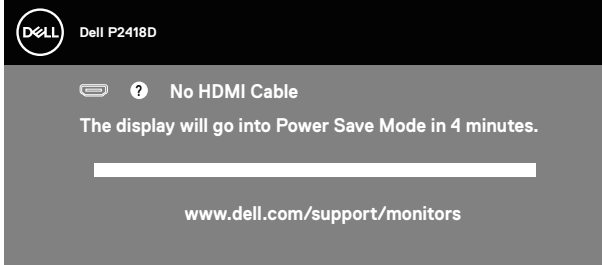 DELL
Dell P2418D
? No HDMI Cable
The display will go into Power Save Mode in 4 minutes.
www.dell.com/support/monitors